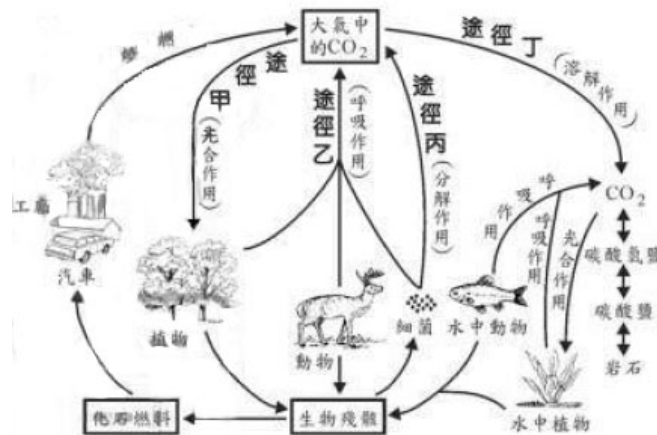 大氣中
的CO₂
燃燒
途徑甲
(光合作用)
途徑乙
(呼吸作用)
途徑丙
(分解作用)
途徑丁
(溶解作用)
工廠
汽車
植物
動物
細菌
水中動物
呼吸作用
呼吸作用
光合作用
CO₂
碳酸氫鹽
碳酸鹽
岩石
水中植物
化石燃料
生物殘骸